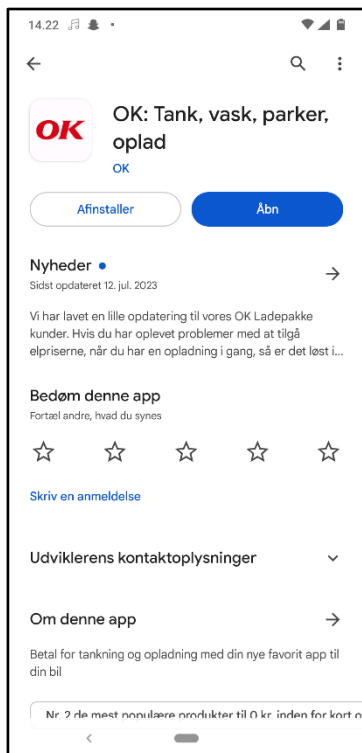 14.22
OK
OK: Tank, vask, parker,
oplad
OK
Afinstaller
Åbn
Nyheder
Sidst opdateret 12. jul. 2023
Vi har lavet en lille opdatering til vores OK Ladepakke
kunder. Hvis du har oplevet problemer med at tilgå
elpriserne, når du har en opladning i gang, så er det løst i...
Bedøm denne app
Fortæl andre, hvad du synes
Skriv en anmeldelse
Udviklerens kontaktoplysninger
Om denne app
Betal for tankning og opladning med din nye favorit app til
din bil
Nr. 2 de mest populære produkter til 0 kr. inden for kort o